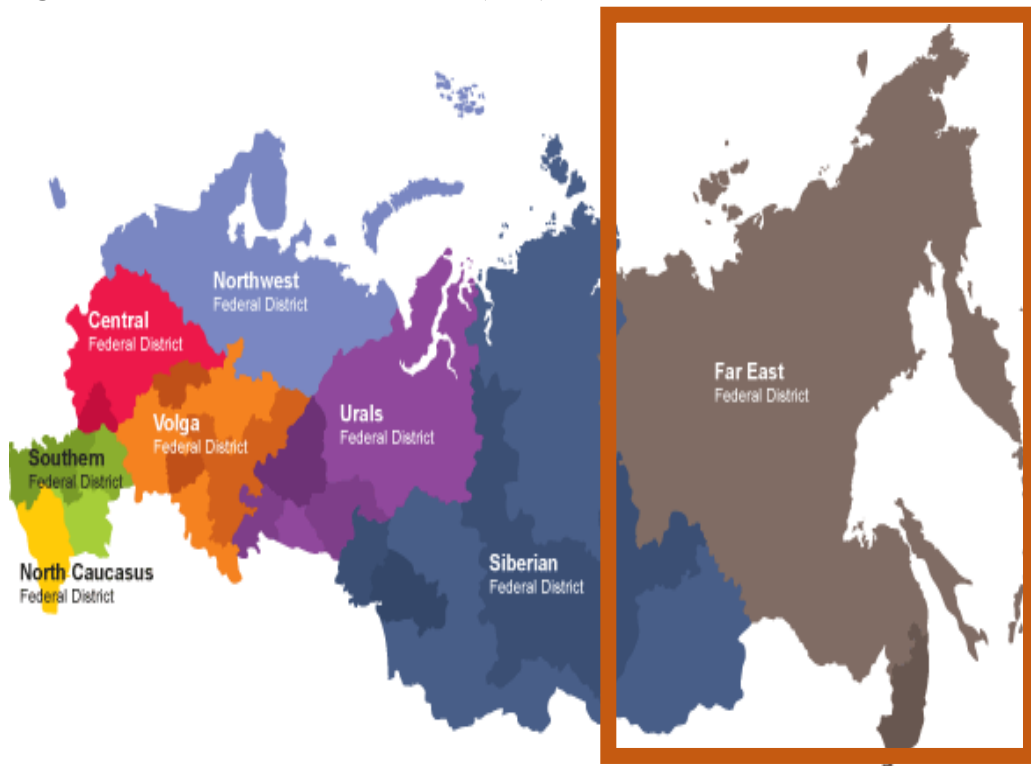 Northwest
Federal District
Central
Federal District
Far East
Federal District
Volga
Federal District
Urals
Federal District
Southern
Federal District
Siberian
Federal District
North Caucasus
Federal District